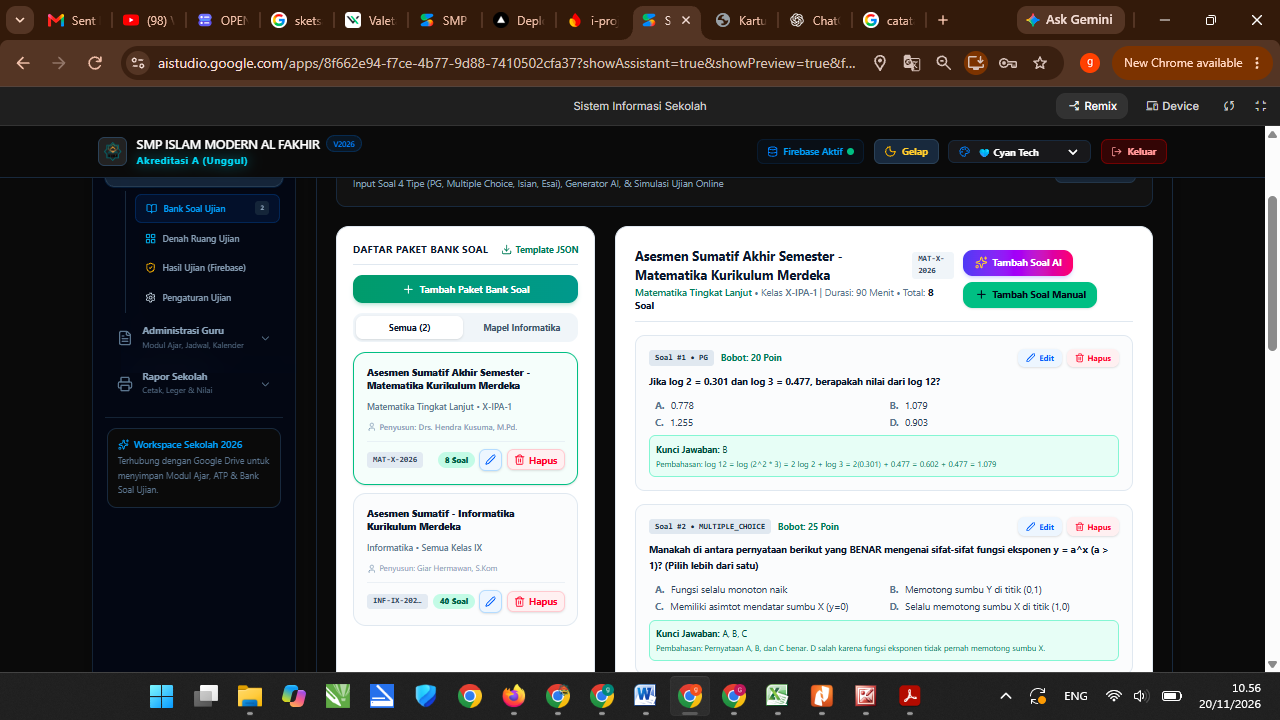 Sent
(98)
OPEN
skets
Valet
SMP
Deple
i-pro
S
Kartu
Chat
catat
Ask Gemini
aistudio.google.com/apps/8f662e94-f7ce-4b77-9d88-7410502cfa37?showAssistant=true&showPreview=true&f...
g
New Chrome available
Sistem Informasi Sekolah
Remix
Device
SMP ISLAM MODERN AL FAKHIR
V2026
Akreditasi A (Unggul)
Firebase Aktif
Gelap
Cyan Tech
Keluar
Bank Soal Ujian
2
Denah Ruang Ujian
Hasil Ujian (Firebase)
Pengaturan Ujian
Administrasi Guru
Modul Ajar, Jadwal, Kalender
Rapor Sekolah
Cetak, Leger & Nilai
Workspace Sekolah 2026
Terhubung dengan Google Drive untuk
menyimpan Modul Ajar, ATP & Bank
Soal Ujian.
Input Soal 4 Tipe (PG, Multiple Choice, Isian, Esai), Generator AI, & Simulasi Ujian Online
DAFTAR PAKET BANK SOAL
Template JSON
Tambah Paket Bank Soal
Semua (2)
Mapel Informatika
Asesmen Sumatif Akhir Semester -
Matematika Kurikulum Merdeka
Matematika Tingkat Lanjut • X-IPA-1
Penyusun: Drs. Hendra Kusuma, M.Pd.
MAT-X-2026
8 Soal
Hapus
Asesmen Sumatif - Informatika
Kurikulum Merdeka
Informatika • Semua Kelas IX
Penyusun: Giar Hermawan, S.Kom
INF-IX-202…
40 Soal
Hapus
Asesmen Sumatif Akhir Semester -
Matematika Kurikulum Merdeka
MAT-X-
2026
Matematika Tingkat Lanjut • Kelas X-IPA-1 | Durasi: 90 Menit • Total: 8
Soal
Tambah Soal AI
Tambah Soal Manual
Soal #1 • PG
Bobot: 20 Poin
Edit
Hapus
Jika log 2 = 0.301 dan log 3 = 0.477, berapakah nilai dari log 12?
A. 0.778
B. 1.079
C. 1.255
D. 0.903
Kunci Jawaban: B
Pembahasan: log 12 = log (2^2 * 3) = 2 log 2 + log 3 = 2(0.301) + 0.477 = 0.602 + 0.477 = 1.079
Soal #2 • MULTIPLE_CHOICE
Bobot: 25 Poin
Edit
Hapus
Manakah di antara pernyataan berikut yang BENAR mengenai sifat-sifat fungsi eksponen y = a^x (a >
1)? (Pilih lebih dari satu)
A. Fungsi selalu monoton naik
B. Memotong sumbu Y di titik (0,1)
C. Memiliki asimtot mendatar sumbu X (y=0)
D. Selalu memotong sumbu X di titik (1,0)
Kunci Jawaban: A, B, C
Pembahasan: Pernyataan A, B, dan C benar. D salah karena fungsi eksponen tidak pernah memotong sumbu X.
ENG
10.56
20/11/2026